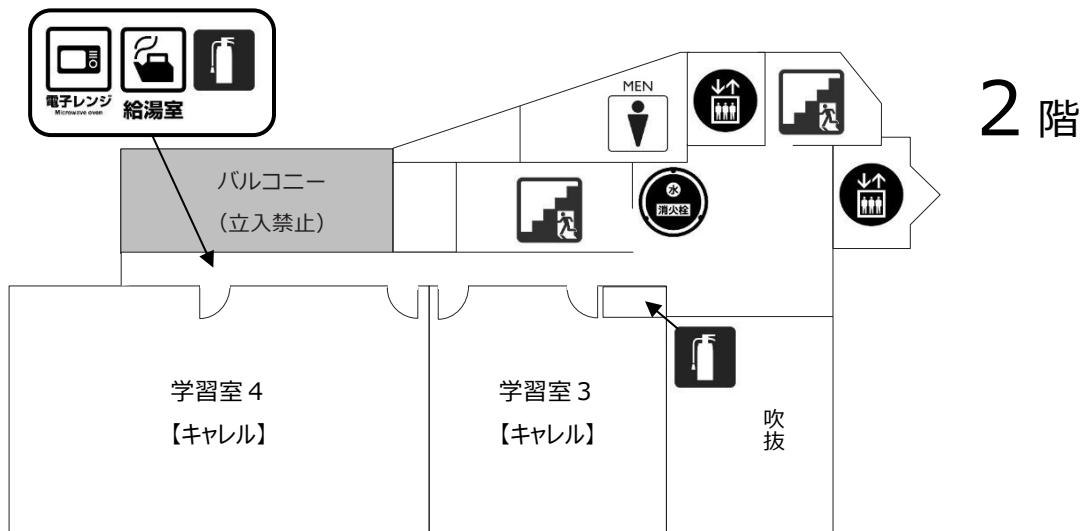 電子レンジ
Microwave oven
給湯室
MEN
2 階
バルコニー
（立入禁止）
水
消火栓
学習室４
【キャレル】
学習室３
【キャレル】
吹抜